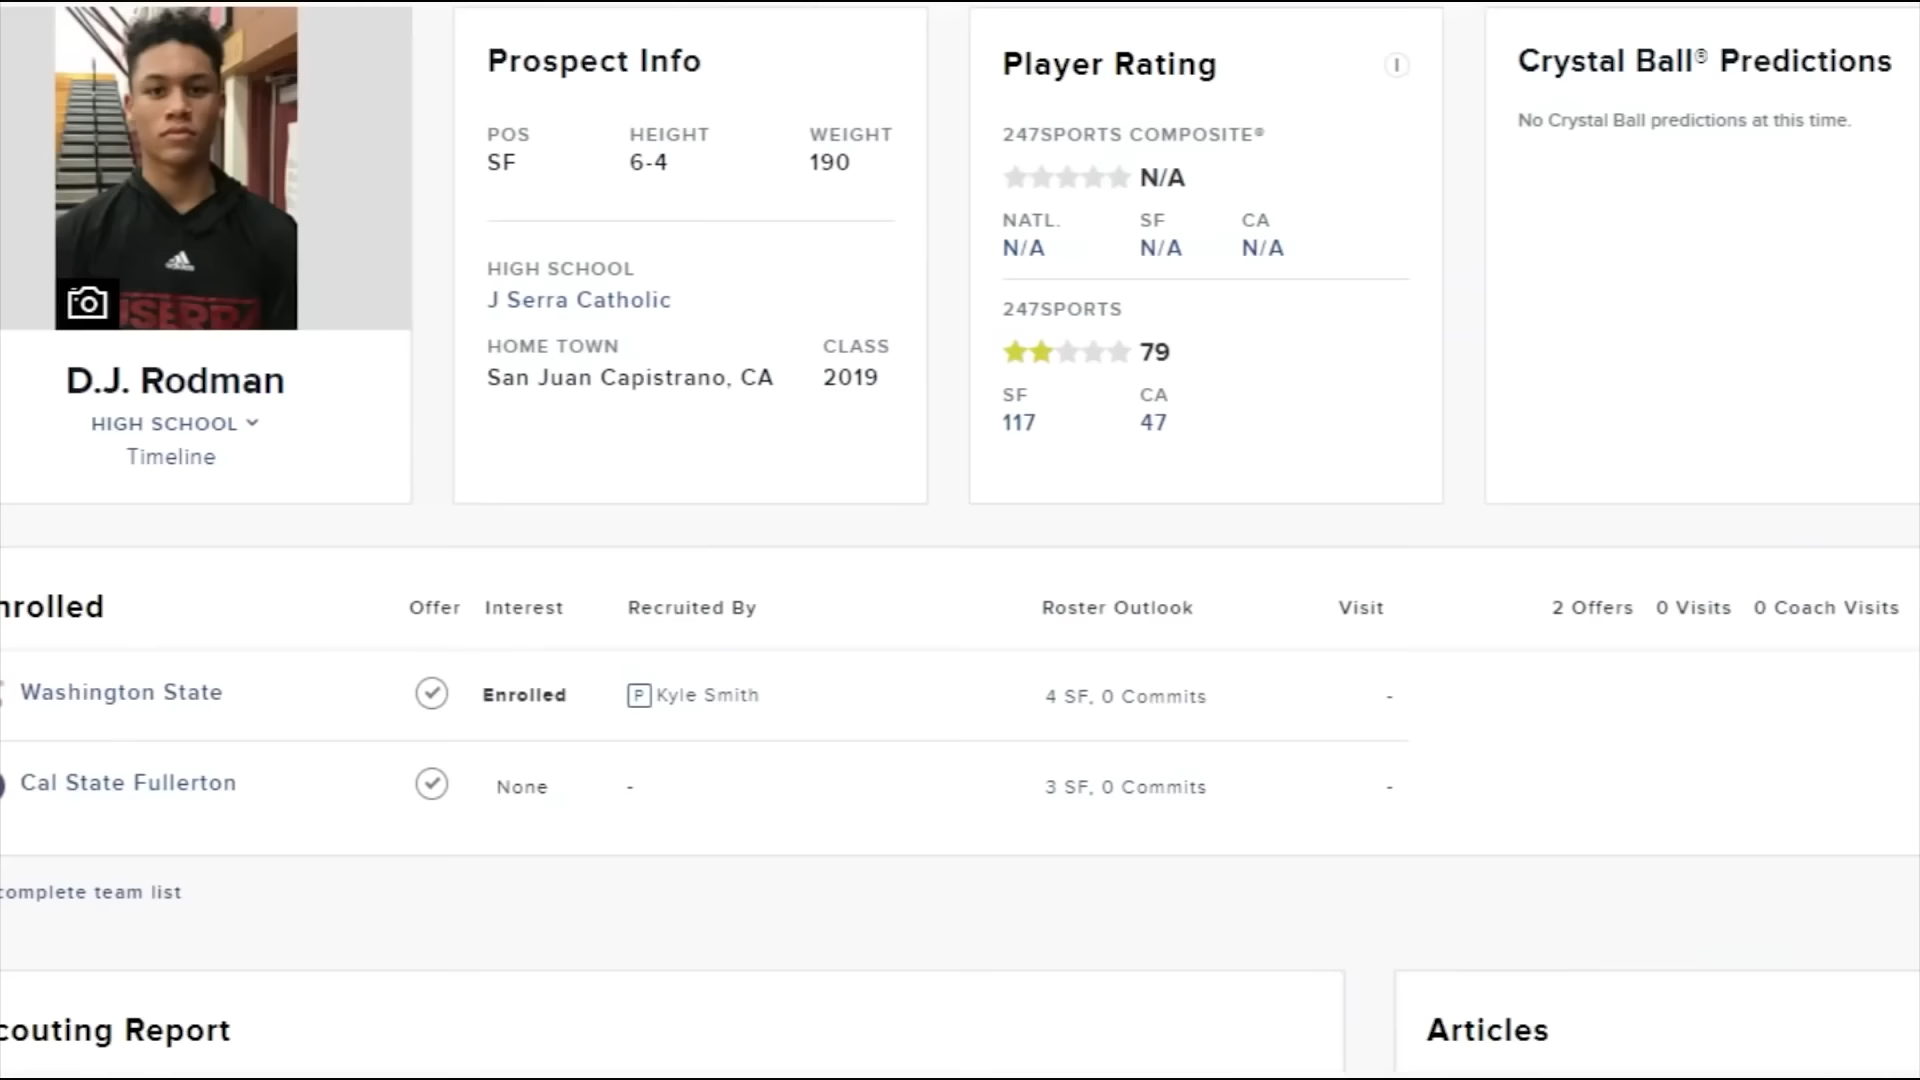 Prospect Info
POS HEIGHT WEIGHT
SF 6-4 190
HIGH SCHOOL
J Serra Catholic
HOME TOWN CLASS
San Juan Capistrano, CA 2019
Player Rating
247SPORTS COMPOSITE®
N/A
NATL. SF CA
N/A N/A N/A
247SPORTS
79
SF CA
117 47
Crystal Ball® Predictions
No Crystal Ball predictions at this time.
adidas
JSERRA
D.J. Rodman
HIGH SCHOOL
Timeline
nrolled Offer Interest Recruited By Roster Outlook Visit 2 Offers 0 Visits 0 Coach Visits
Washington State Enrolled P Kyle Smith 4 SF, 0 Commits -
Cal State Fullerton None - 3 SF, 0 Commits -
complete team list
couting Report
Articles